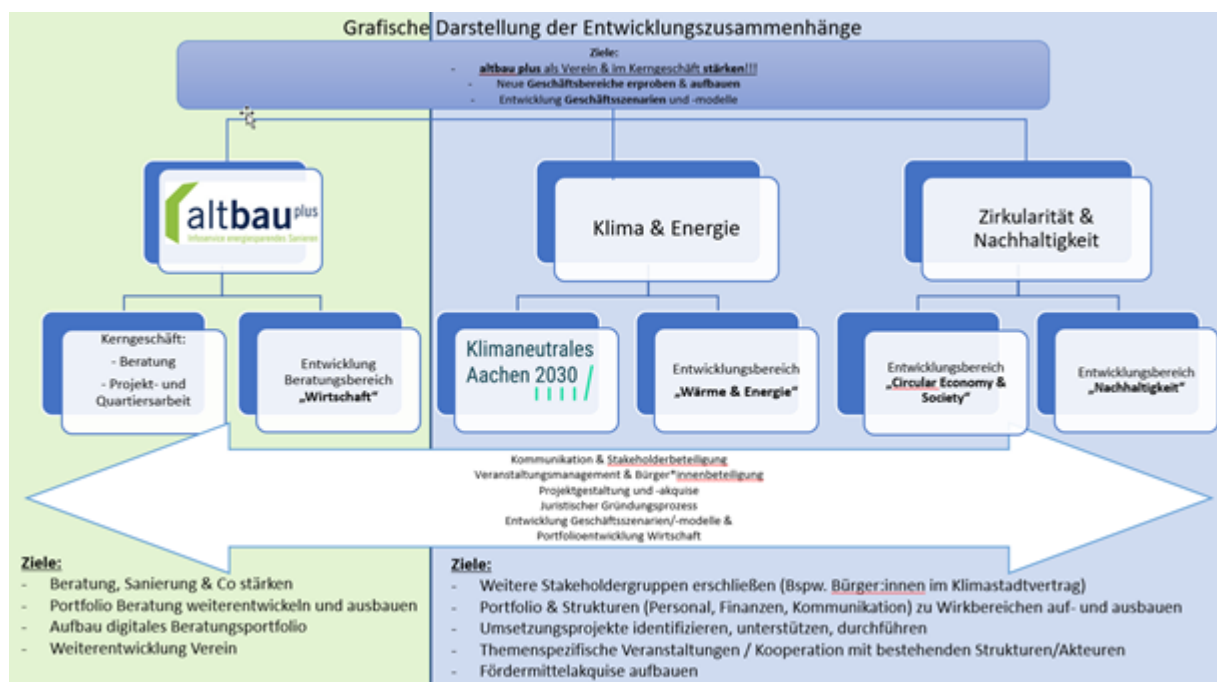 Grafische Darstellung der Entwicklungszusammenhänge
Ziele:
- altbau plus als Verein & im Kerngeschäft stärken!!!
- Neue Geschäftsbereiche erproben & aufbauen
- Entwicklung Geschäftsszenarien und -modelle
altbau plus
Infoservice energiesparendes Sanieren
Klima & Energie
Zirkularität &
Nachhaltigkeit
Kerngeschäft:
- Beratung
- Projekt- und
Quartiersarbeit
Entwicklung
Beratungsbereich
„Wirtschaft“
Klimaneutrales
Aachen 2030
Entwicklungsbereich
„Wärme & Energie“
Entwicklungsbereich
„Circular Economy &
Society“
Entwicklungsbereich
„Nachhaltigkeit“
Kommunikation & Stakeholderbeteiligung
Veranstaltungsmanagement & Bürger*innenbeteiligung
Projektgestaltung und -akquise
Juristischer Gründungsprozess
Entwicklung Geschäftsszenarien/-modelle &
Portfolioentwicklung Wirtschaft
Ziele:
- Beratung, Sanierung & Co stärken
- Portfolio Beratung weiterentwickeln und ausbauen
- Aufbau digitales Beratungsportfolio
- Weiterentwicklung Verein
Ziele:
- Weitere Stakeholdergruppen erschließen (Bspw. Bürger:innen im Klimastadtvertrag)
- Portfolio & Strukturen (Personal, Finanzen, Kommunikation) zu Wirkbereichen auf- und ausbauen
- Umsetzungsprojekte identifizieren, unterstützen, durchführen
- Themenspezifische Veranstaltungen / Kooperation mit bestehenden Strukturen/Akteuren
- Fördermittelakquise aufbauen